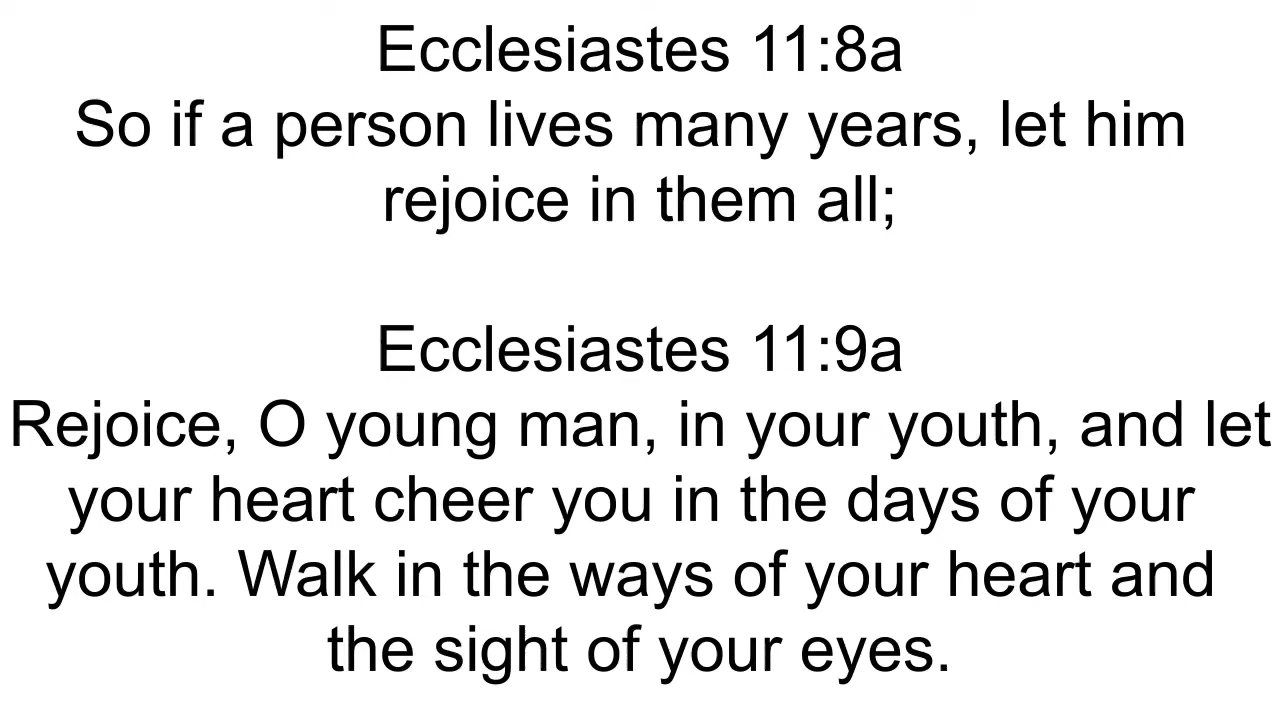 Ecclesiastes 11:8a
So if a person lives many years, let him
rejoice in them all;
Ecclesiastes 11:9a
Rejoice, O young man, in your youth, and let
your heart cheer you in the days of your
youth. Walk in the ways of your heart and
the sight of your eyes.